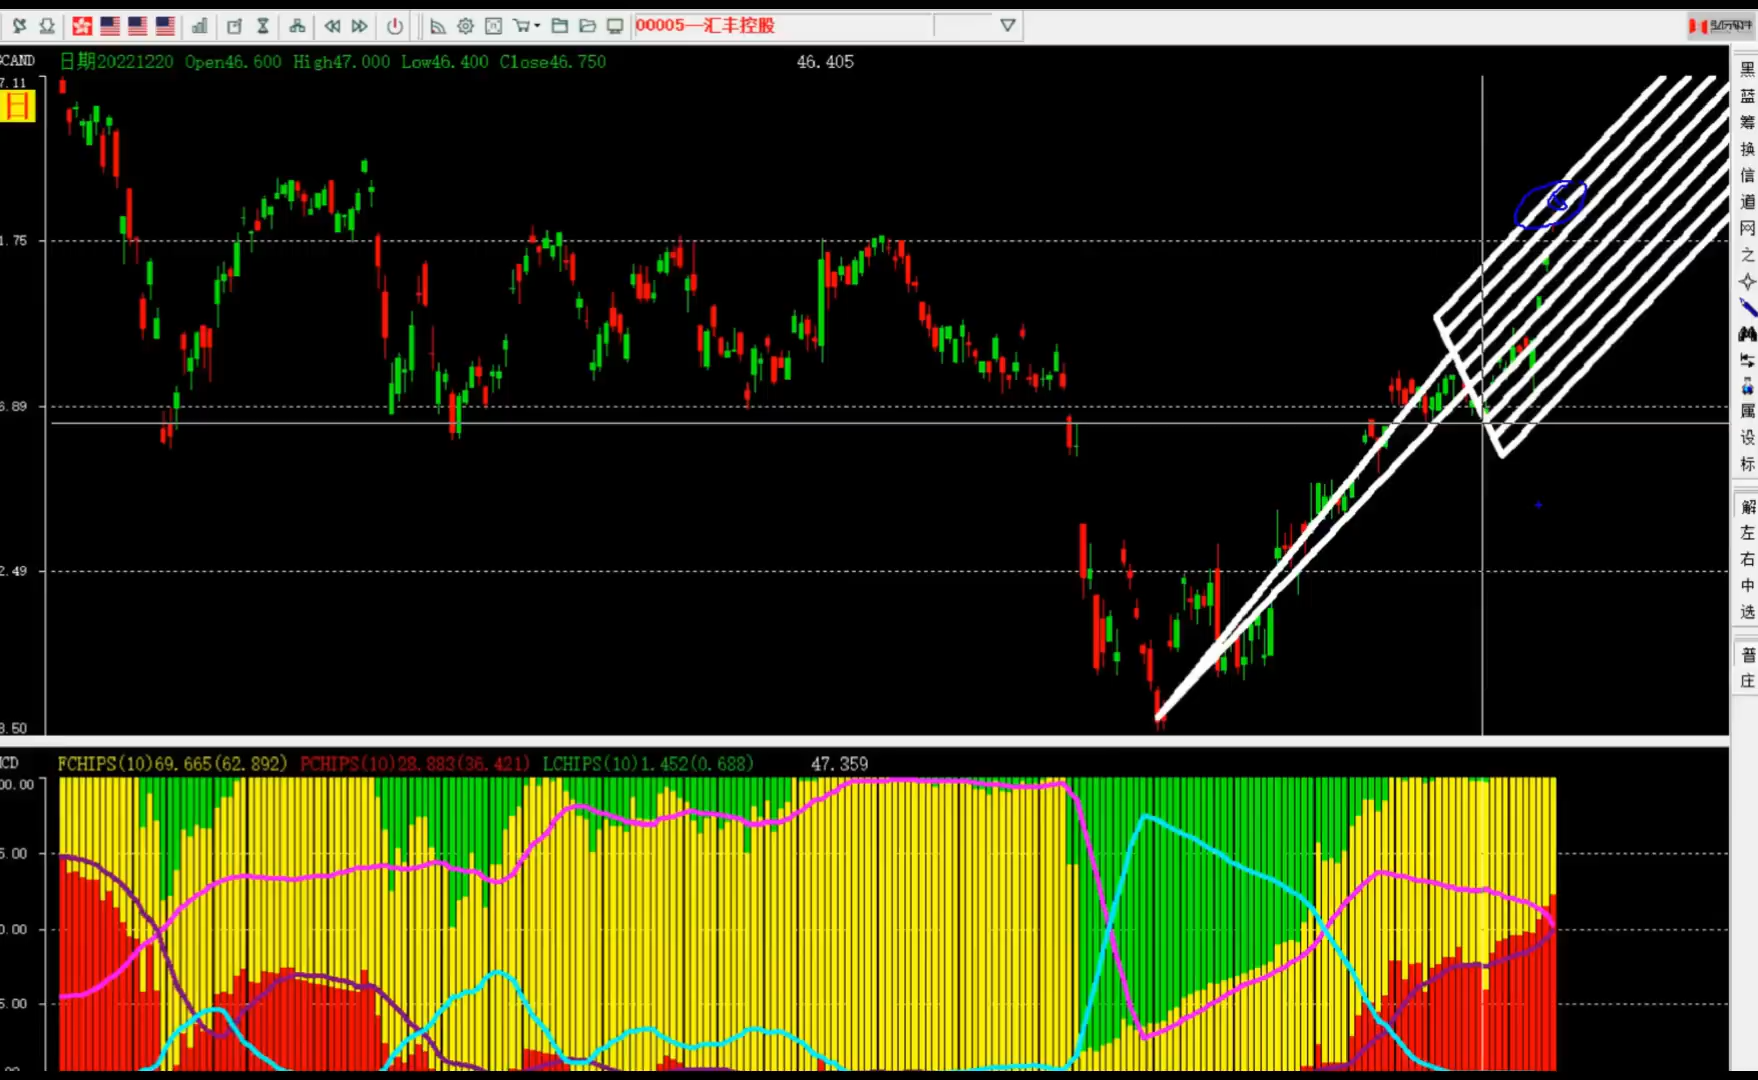 00005—汇丰控股
CAND
日期20221220 Open46.600 High47.000 Low46.400 Close46.750
46.405
7.11
日
1.75
6.89
2.49
3.50
CD
FCHIPS(10)69.665(62.892) PCHIPS(10)28.883(36.421) LCHIPS(10)1.452(0.688)
47.359
00.00
5.00
0.00
5.00
黑
蓝
筹
换
信
道
网
之
属
设
标
解
左
右
中
选
普
庄